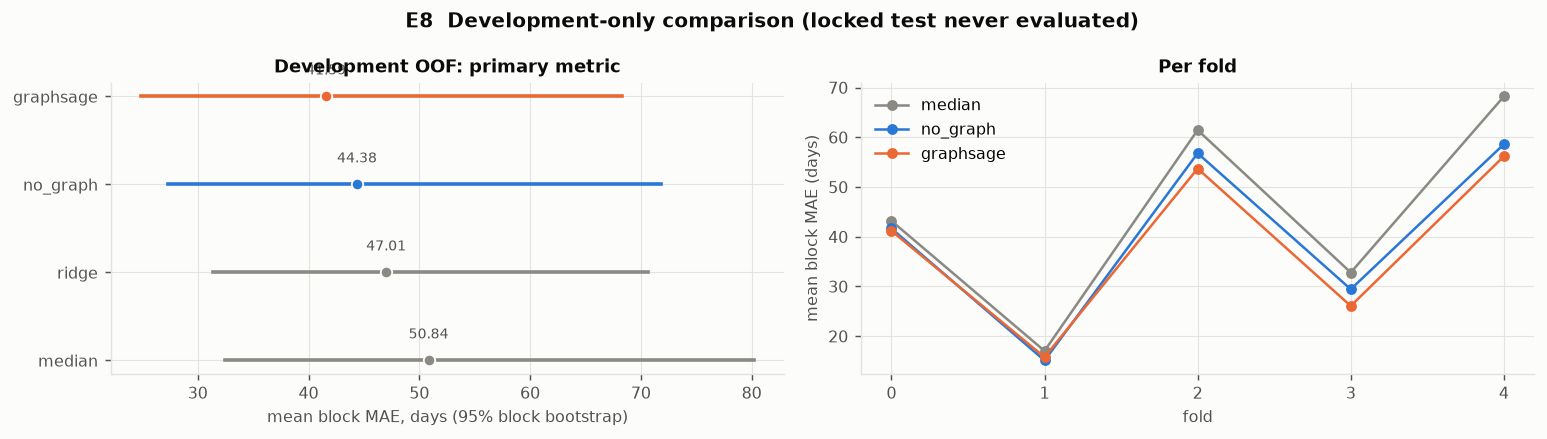 E8  Development-only comparison (locked test never evaluated)
Development OOF: primary metric
graphsage
44.38
no_graph
47.01
ridge
50.84
median
30 40 50 60 70 80
mean block MAE, days (95% block bootstrap)
Per fold
median
no_graph
graphsage
70
60
50
40
30
20
mean block MAE (days)
0 1 2 3 4
fold